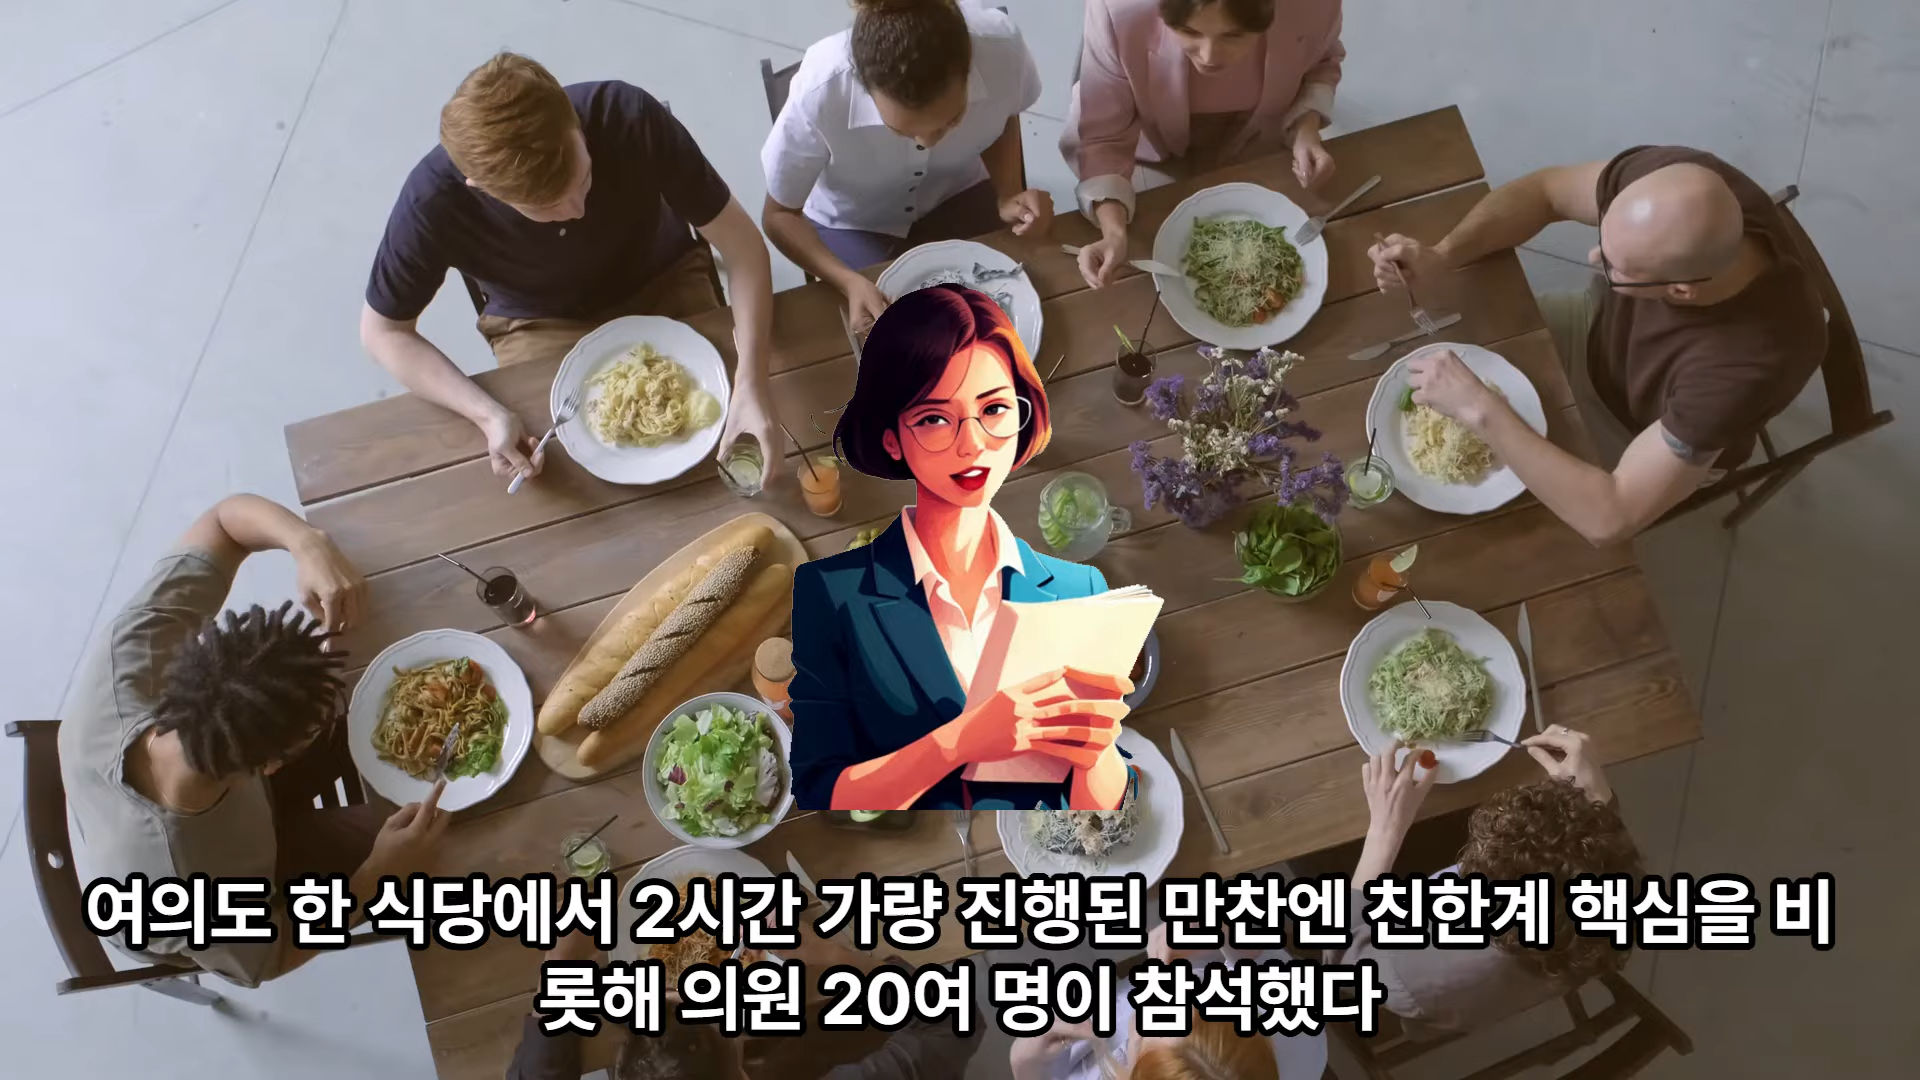 여의도 한 식당에서 2시간 가량 진행된 만찬엔 친한계 핵심을 비
롯해 의원 20여 명이 참석했다